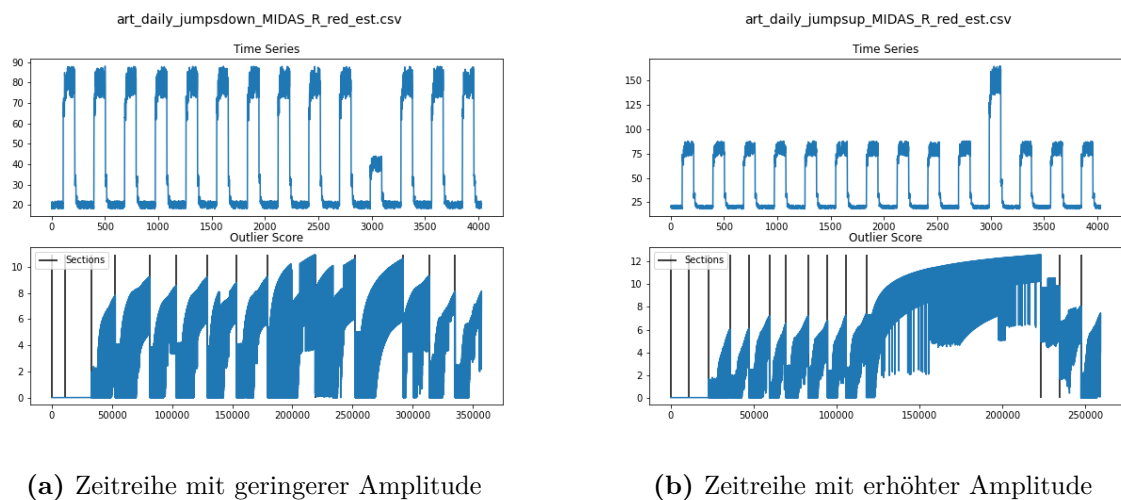 art_daily_jumpsdown_MIDAS_R_red_est.csv
Time Series
90
80
70
60
50
40
30
20
0 500 1000 1500 2000 2500 3000 3500 4000
Outlier Score
Sections
10
8
6
4
2
0
0 50000 100000 150000 200000 250000 300000 350000
(a) Zeitreihe mit geringerer Amplitude
art_daily_jumpsup_MIDAS_R_red_est.csv
Time Series
150
125
100
75
50
25
0 500 1000 1500 2000 2500 3000 3500 4000
Outlier Score
Sections
12
10
8
6
4
2
0
0 50000 100000 150000 200000 250000
(b) Zeitreihe mit erhöhter Amplitude